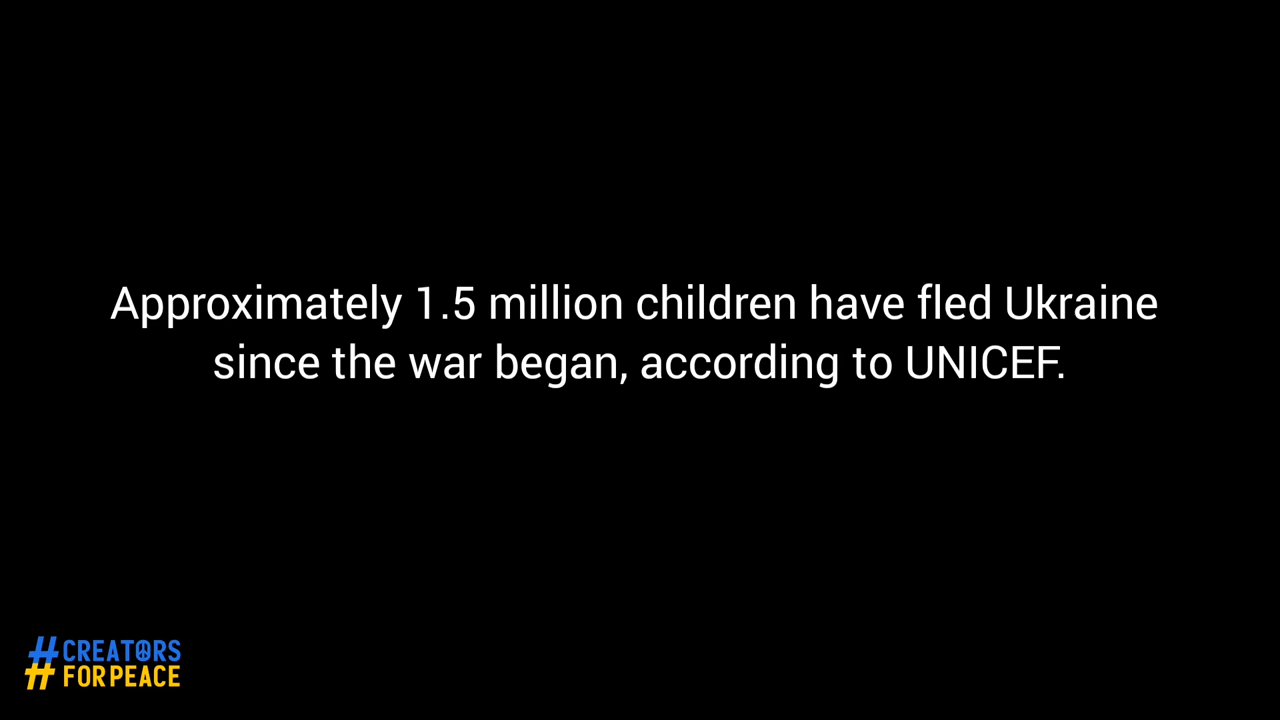 Approximately 1.5 million children have fled Ukraine
since the war began, according to UNICEF.
#CREATORS
#FORPEACE